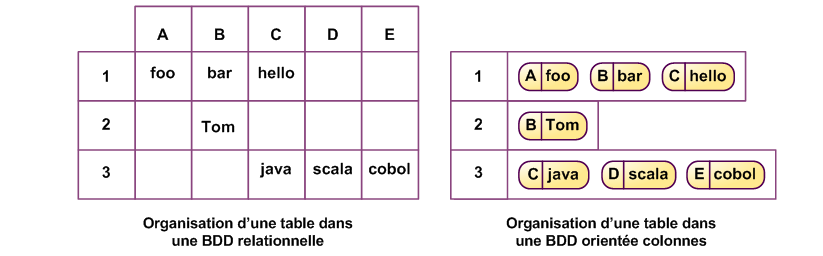 A B C D E
1 foo bar hello
2 Tom
3 java scala cobol
Organisation d'une table dans
une BDD relationnelle
1 A foo B bar C hello
2 B Tom
3 C java D scala E cobol
Organisation d'une table dans
une BDD orientée colonnes